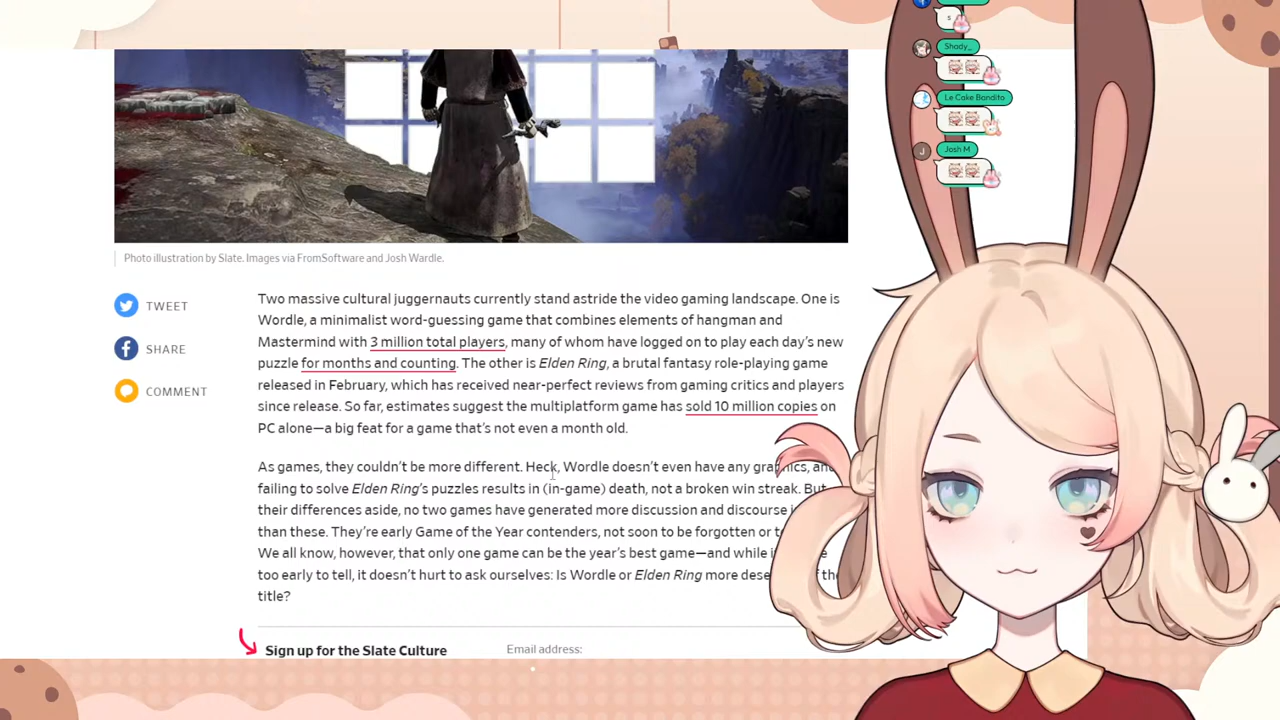 s
Shady_
Le Cake Bandito
Josh M
Photo illustration by Slate. Images via FromSoftware and Josh Wardle.
TWEET
SHARE
COMMENT
Two massive cultural juggernauts currently stand astride the video gaming landscape. One is
Wordle, a minimalist word-guessing game that combines elements of hangman and
Mastermind with 3 million total players, many of whom have logged on to play each day's new
puzzle for months and counting. The other is Elden Ring, a brutal fantasy role-playing game
released in February, which has received near-perfect reviews from gaming critics and players
since release. So far, estimates suggest the multiplatform game has sold 10 million copies on
PC alone—a big feat for a game that's not even a month old.
As games, they couldn't be more different. Heck, Wordle doesn't even have any graphics, and
failing to solve Elden Ring's puzzles results in (in-game) death, not a broken win streak. But
their differences aside, no two games have generated more discussion and discourse
than these. They're early Game of the Year contenders, not soon to be forgotten or
We all know, however, that only one game can be the year's best game—and while
too early to tell, it doesn't hurt to ask ourselves: Is Wordle or Elden Ring more
title?
Sign up for the Slate Culture
Email address: